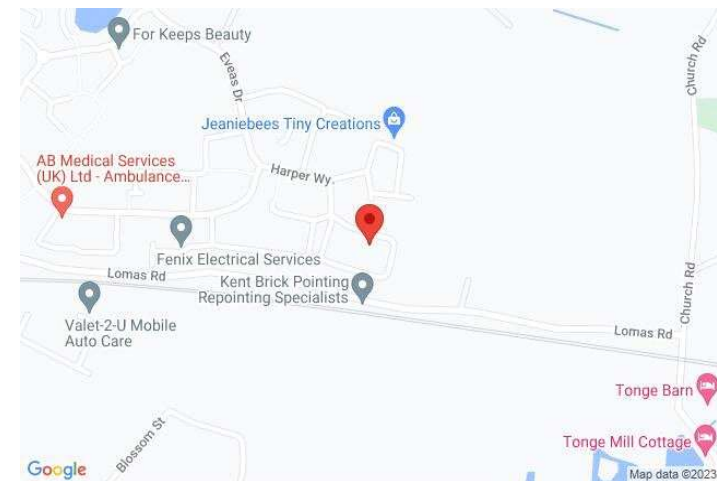 For Keeps Beauty
Eveas Dr
Church Rd
Jeaniebees Tiny Creations
AB Medical Services
(UK) Ltd - Ambulance...
Harper Wy.
Fenix Electrical Services
Lomas Rd
Kent Brick Pointing
Repointing Specialists
Church Rd
Valet-2-U Mobile
Auto Care
Lomas Rd
Tonge Barn
Blossom St
Tonge Mill Cottage
Google
Map data ©2023